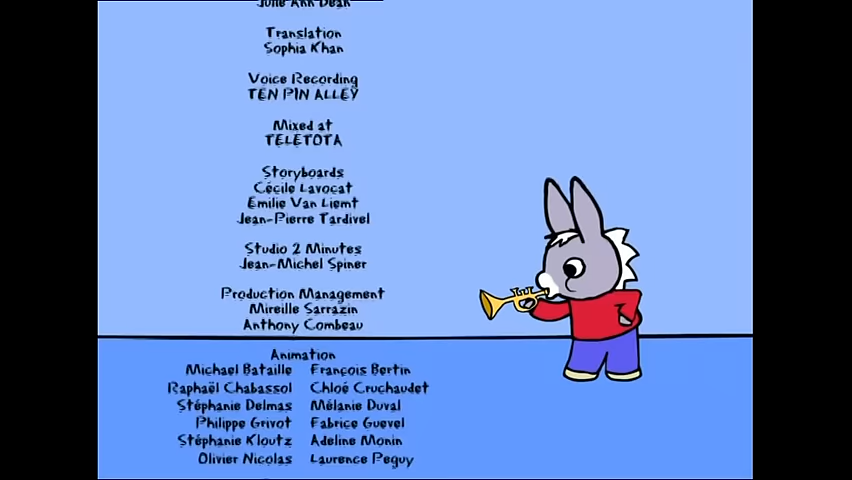 Julie Ann Dean
Translation
Sophia Khan
Voice Recording
TEN PIN ALLEY
Mixed at
TELETOTA
Storyboards
Cécile Lavocat
Emilie Van Liemt
Jean-Pierre Tardivel
Studio 2 Minutes
Jean-Michel Spiner
Production Management
Mireille Sarrazin
Anthony Combeau
Animation
Michael Bataille François Bertin
Raphaël Chabassol Chloé Cruchaudet
Stéphanie Delmas Mélanie Duval
Philippe Grivot Fabrice Guevel
Stéphanie Kloutz Adeline Monin
Olivier Nicolas Laurence Peguy